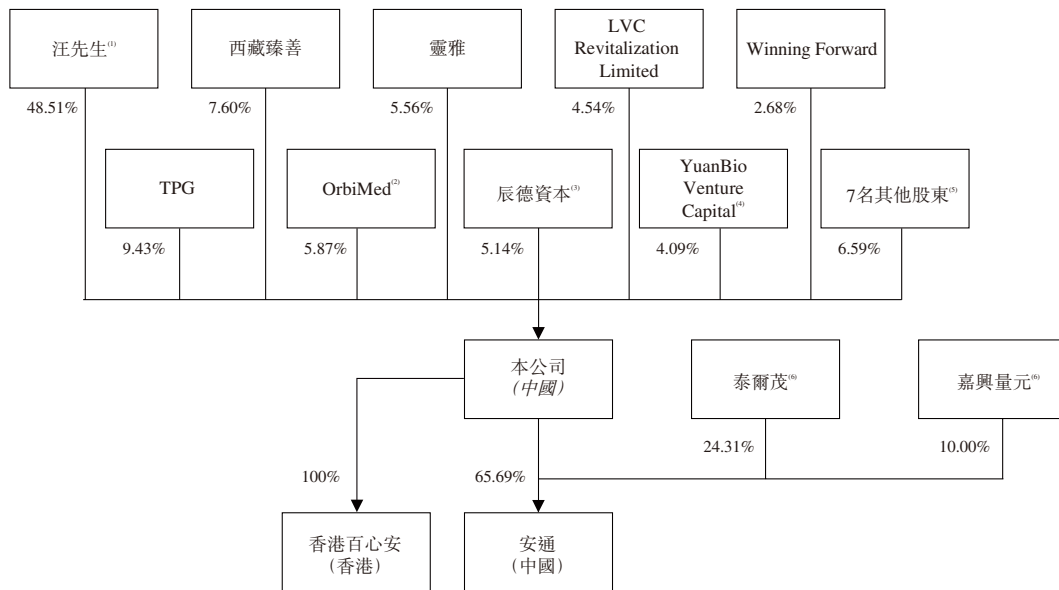 汪先生(1)
西藏臻善
靈雅
LVC
Revitalization
Limited
Winning Forward
48.51%
7.60%
5.56%
4.54%
2.68%
TPG
OrbiMed(2)
辰德資本(3)
YuanBio
Venture
Capital(4)
7名其他股東(5)
9.43%
5.87%
5.14%
4.09%
6.59%
本公司
(中國)
泰爾茂(6)
嘉興量元(6)
24.31%
10.00%
100%
65.69%
香港百心安
(香港)
安通
(中國)